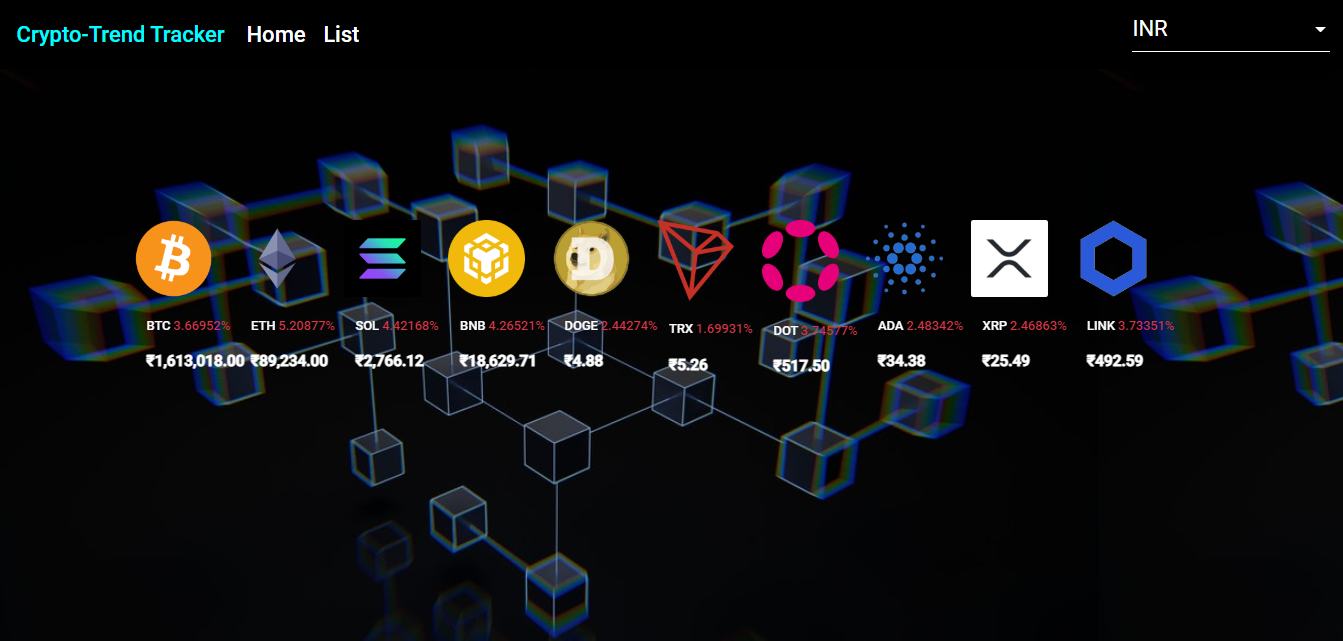 Crypto-Trend Tracker Home List INR
BTC 3.66952% ETH 5.20877% SOL 4.42168% BNB 4.26521% DOGE 2.44274% TRX 1.69931% DOT 3.74577% ADA 2.48342% XRP 2.46863% LINK 3.73351%
₹1,613,018.00 ₹89,234.00 ₹2,766.12 ₹18,629.71 ₹4.88 ₹5.26 ₹517.50 ₹34.38 ₹25.49 ₹492.59